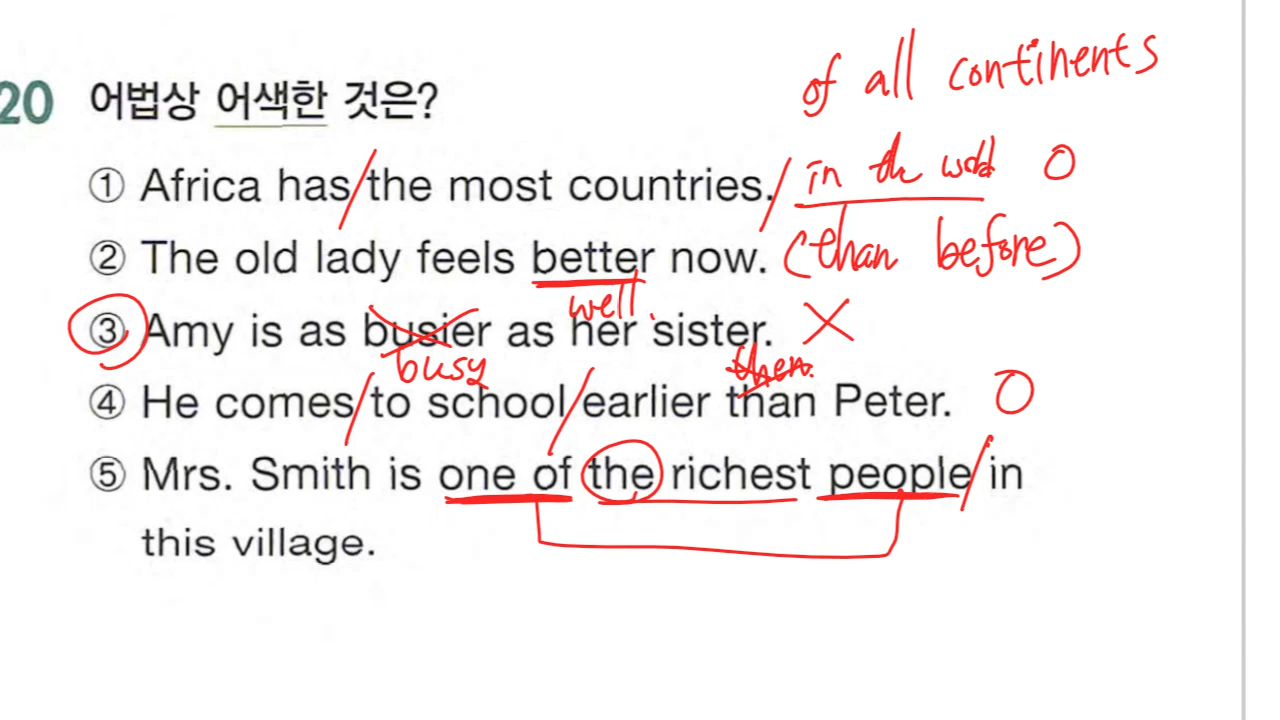 of all continents
20 어법상 어색한 것은?
① Africa has/the most countries./ in the world O
② The old lady feels better now. (than before)
well.
③ Amy is as busier as her sister. X
busy then.
④ He comes/to school/earlier than Peter. O
⑤ Mrs. Smith is one of the richest people/in
this village.